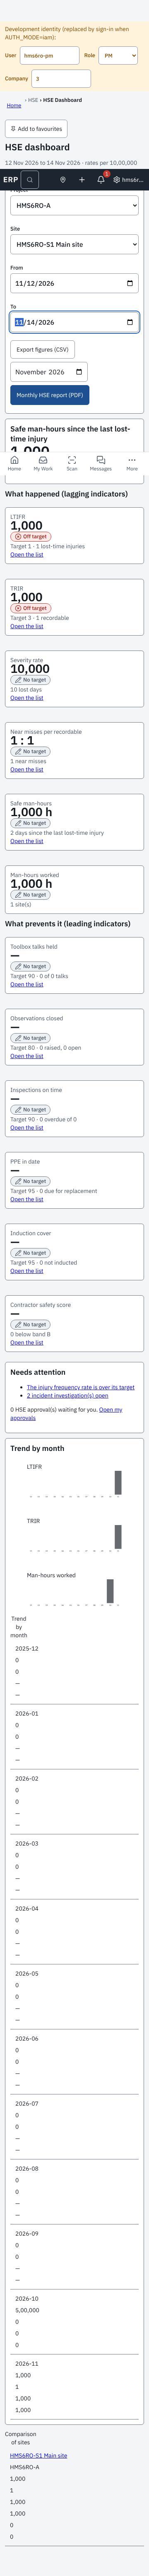 Development identity (replaced by sign-in when AUTH_MODE=iam):
User hms6ro-pm Role PM
Company 3
Home › HSE › HSE Dashboard
Add to favourites
HSE dashboard
12 Nov 2026 to 14 Nov 2026 · rates per 10,00,000
ERP 1 hms6r...
Project
HMS6RO-A
Site
HMS6RO-S1 Main site
From
11/12/2026
To
11/14/2026
Export figures (CSV)
November 2026
Monthly HSE report (PDF)
Safe man-hours since the last lost-time injury
1,000
Home My Work Scan Messages More
What happened (lagging indicators)
LTIFR
1,000
Off target
Target 1 · 1 lost-time injuries
Open the list
TRIR
1,000
Off target
Target 3 · 1 recordable
Open the list
Severity rate
10,000
No target
10 lost days
Open the list
Near misses per recordable
1 : 1
No target
1 near misses
Open the list
Safe man-hours
1,000 h
No target
2 days since the last lost-time injury
Open the list
Man-hours worked
1,000 h
No target
1 site(s)
What prevents it (leading indicators)
Toolbox talks held
—
No target
Target 90 · 0 of 0 talks
Open the list
Observations closed
—
No target
Target 80 · 0 raised, 0 open
Open the list
Inspections on time
—
No target
Target 90 · 0 overdue of 0
Open the list
PPE in date
—
No target
Target 95 · 0 due for replacement
Open the list
Induction cover
—
No target
Target 95 · 0 not inducted
Open the list
Contractor safety score
—
No target
0 below band B
Open the list
Needs attention
The injury frequency rate is over its target
2 incident investigation(s) open
0 HSE approval(s) waiting for you. Open my approvals
Trend by month
LTIFR
TRIR
Man-hours worked
Trend by month
2025-12
0
0
—
—
2026-01
0
0
—
—
2026-02
0
0
—
—
2026-03
0
0
—
—
2026-04
0
0
—
—
2026-05
0
0
—
—
2026-06
0
0
—
—
2026-07
0
0
—
—
2026-08
0
0
—
—
2026-09
0
0
—
—
2026-10
5,00,000
0
0
0
2026-11
1,000
1
1,000
1,000
Comparison of sites
HMS6RO-S1 Main site
HMS6RO-A
1,000
1
1,000
1,000
0
0